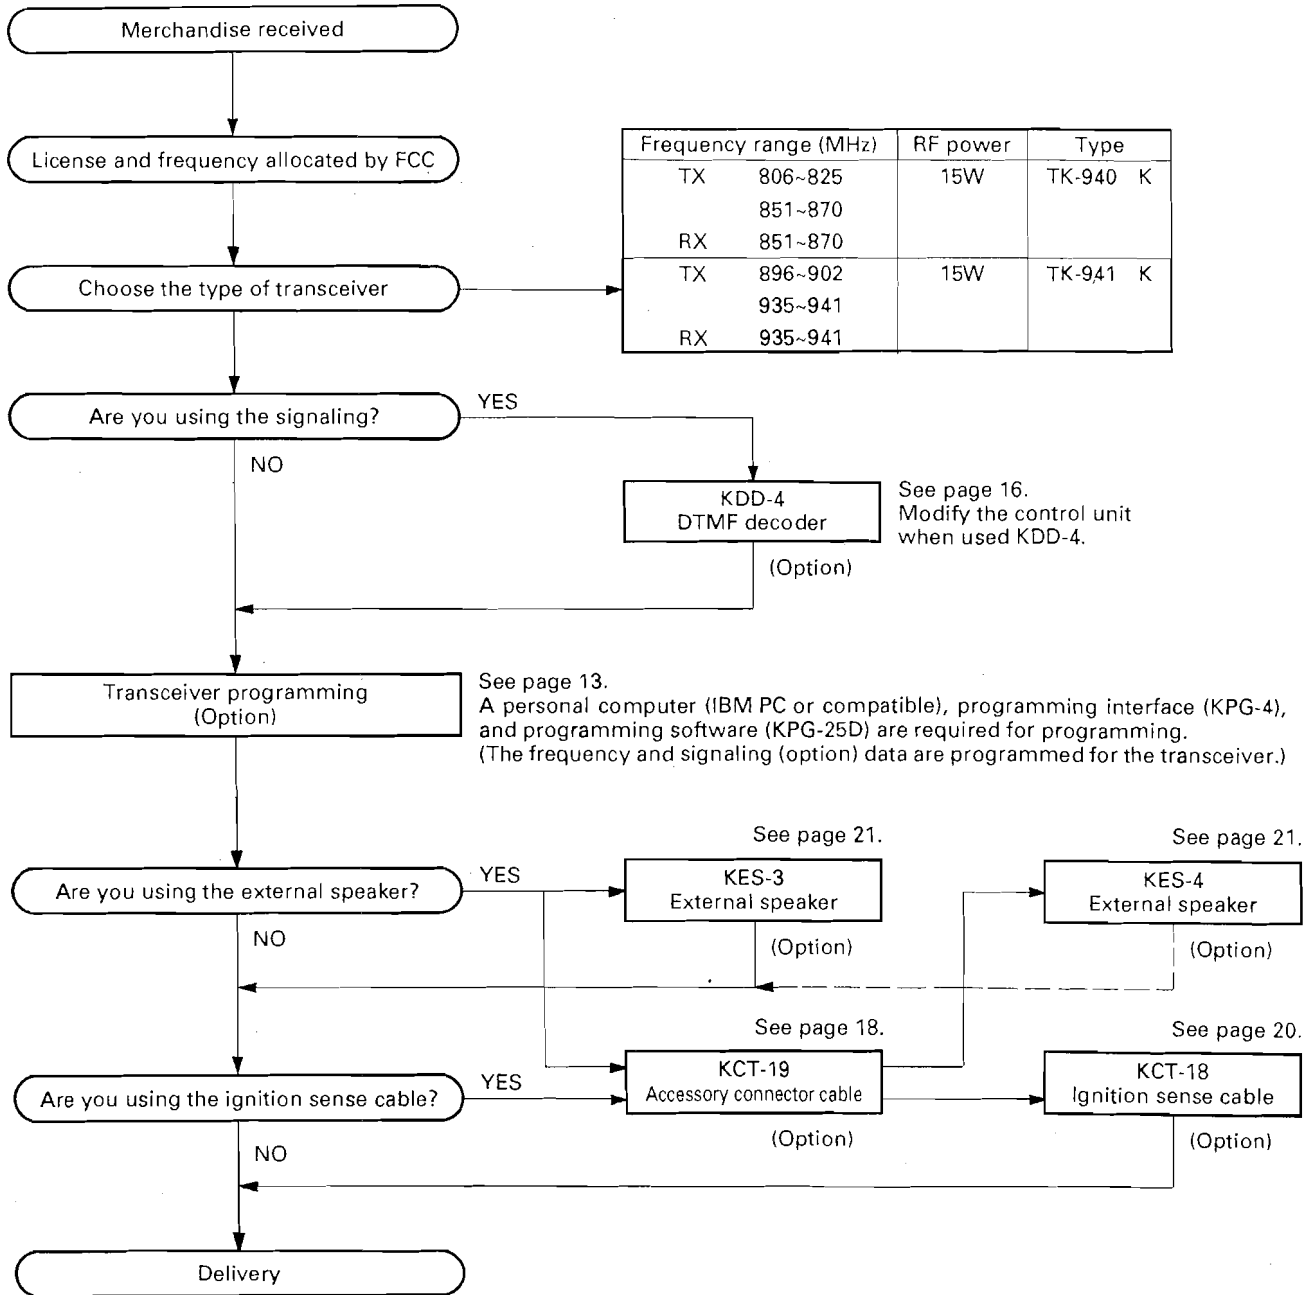 Merchandise received
License and frequency allocated by FCC
Frequency range (MHz) RF power Type
TX 806~825 15W TK-940 K
851~870
RX 851~870
Choose the type of transceiver
TX 896~902 15W TK-941 K
935~941
RX 935~941
Are you using the signaling?
YES
NO
KDD-4
DTMF decoder
(Option)
See page 16.
Modify the control unit
when used KDD-4.
Transceiver programming
(Option)
See page 13.
A personal computer (IBM PC or compatible), programming interface (KPG-4),
and programming software (KPG-25D) are required for programming.
(The frequency and signaling (option) data are programmed for the transceiver.)
Are you using the external speaker?
YES
NO
See page 21.
KES-3
External speaker
(Option)
See page 21.
KES-4
External speaker
(Option)
Are you using the ignition sense cable?
YES
NO
See page 18.
KCT-19
Accessory connector cable
(Option)
See page 20.
KCT-18
Ignition sense cable
(Option)
Delivery